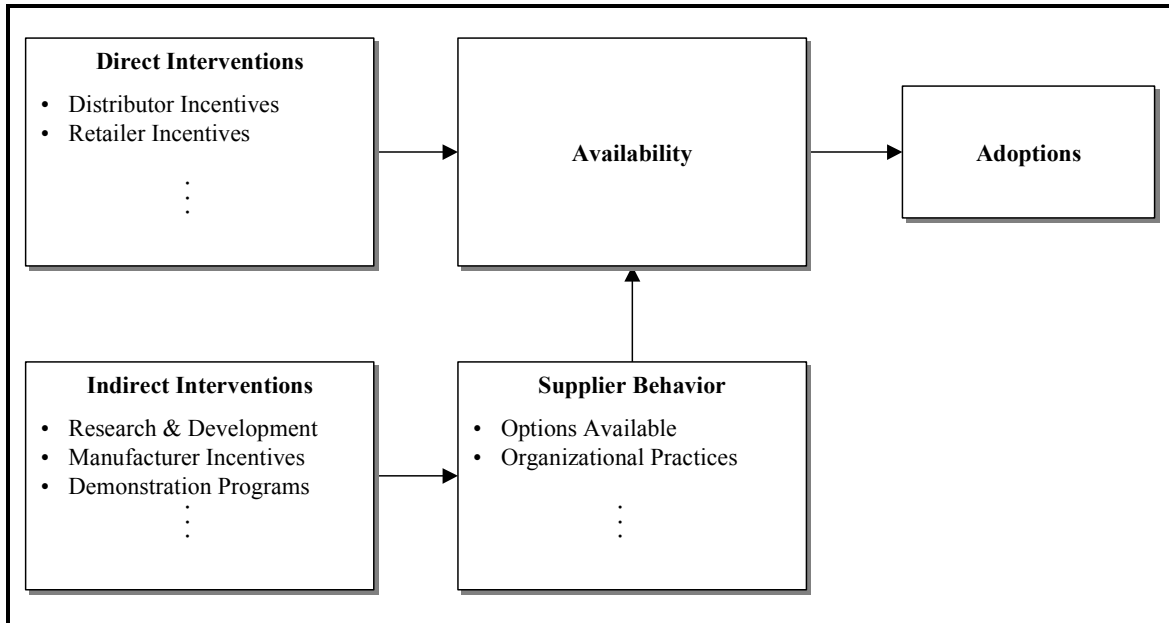 Direct Interventions
• Distributor Incentives
• Retailer Incentives
.
.
.
Availability
Adoptions
Indirect Interventions
• Research & Development
• Manufacturer Incentives
• Demonstration Programs
.
.
.
Supplier Behavior
• Options Available
• Organizational Practices
.
.
.